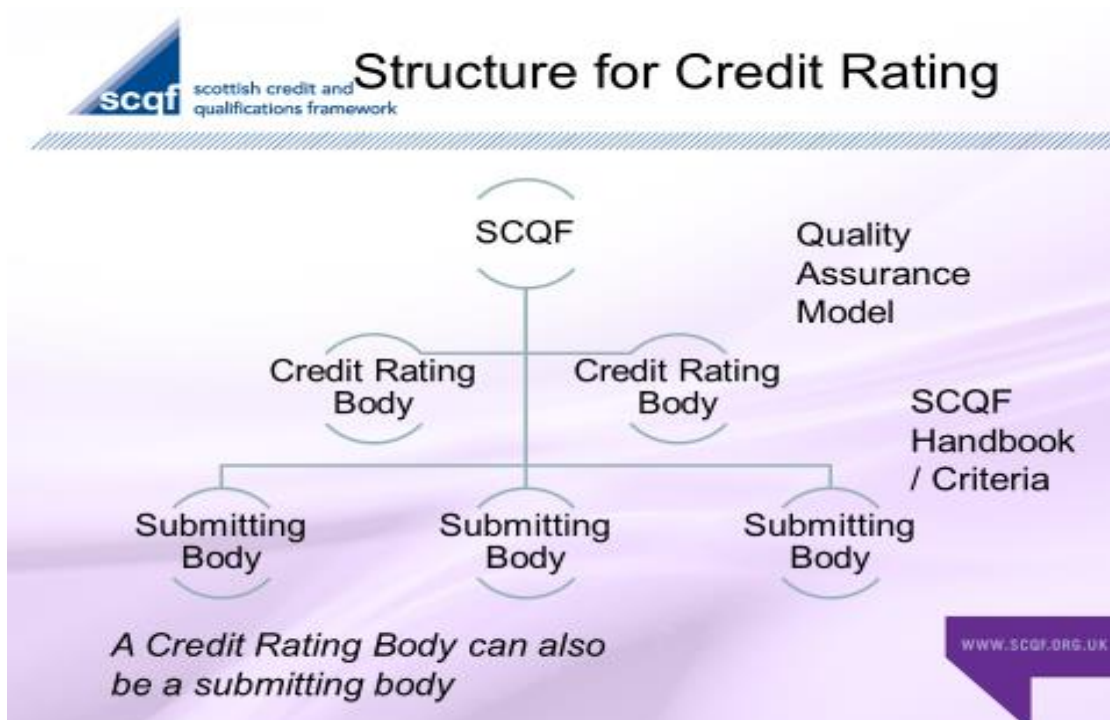 scqf
scottish credit and
qualifications framework
Structure for Credit Rating
SCQF
Quality
Assurance
Model
Credit Rating
Body
Credit Rating
Body
SCQF
Handbook
/ Criteria
Submitting
Body
Submitting
Body
Submitting
Body
A Credit Rating Body can also
be a submitting body
WWW.SCQF.ORG.UK